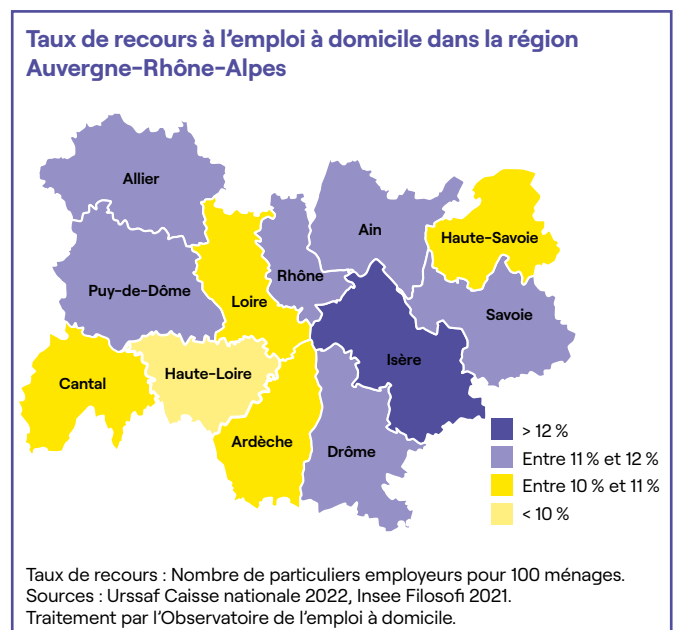 Taux de recours à l'emploi à domicile dans la région
Auvergne-Rhône-Alpes
Allier
Ain
Haute-Savoie
Rhône
Puy-de-Dôme
Loire
Savoie
Isère
Haute-Loire
Cantal
Ardèche
Drôme
> 12 %
Entre 11 % et 12 %
Entre 10 % et 11 %
< 10 %
Taux de recours : Nombre de particuliers employeurs pour 100 ménages.
Sources : Urssaf Caisse nationale 2022, Insee Filosofi 2021.
Traitement par l'Observatoire de l'emploi à domicile.